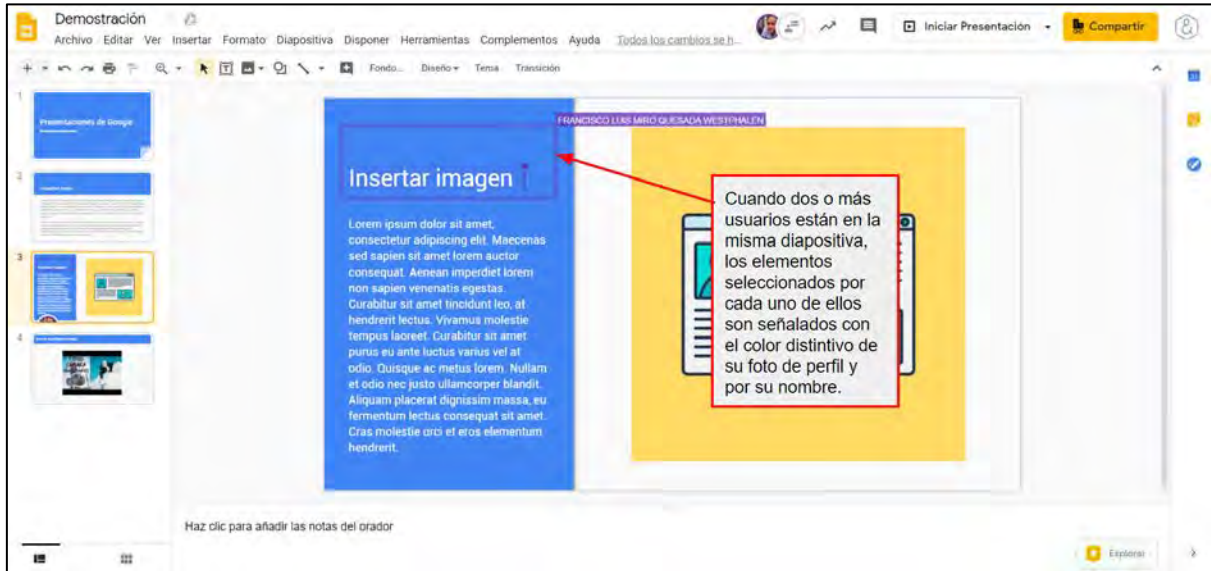 Demostración
Archivo Editar Ver Insertar Formato Diapositiva Disponer Herramientas Complementos Ayuda Todos los cambios se h...
Iniciar Presentación
Compartir
Fondo... Diseño Tema Transición
1
Presentaciones de Google
2
3
4
FRANCISCO LUIS MIRO QUESADA WESTPHALEN
Insertar imagen
Lorem ipsum dolor sit amet,
consectetur adipiscing elit. Maecenas
sed sapien sit amet lorem auctor
consequat. Aenean imperdiet lorem
non sapien venenatis egestas.
Curabitur sit amet tincidunt leo, at
hendrerit lectus. Vivamus molestie
tempus laoreet. Curabitur sit amet
purus eu ante luctus varius vel at
odio. Quisque ac metus lorem. Nullam
et odio nec justo ullamcorper blandit.
Aliquam placerat dignissim massa, eu
fermentum lectus consequat sit amet.
Cras molestie orci et eros elementum
hendrerit.
Cuando dos o más
usuarios están en la
misma diapositiva,
los elementos
seleccionados por
cada uno de ellos
son señalados con
el color distintivo de
su foto de perfil y
por su nombre.
Haz clic para añadir las notas del orador
Explorar